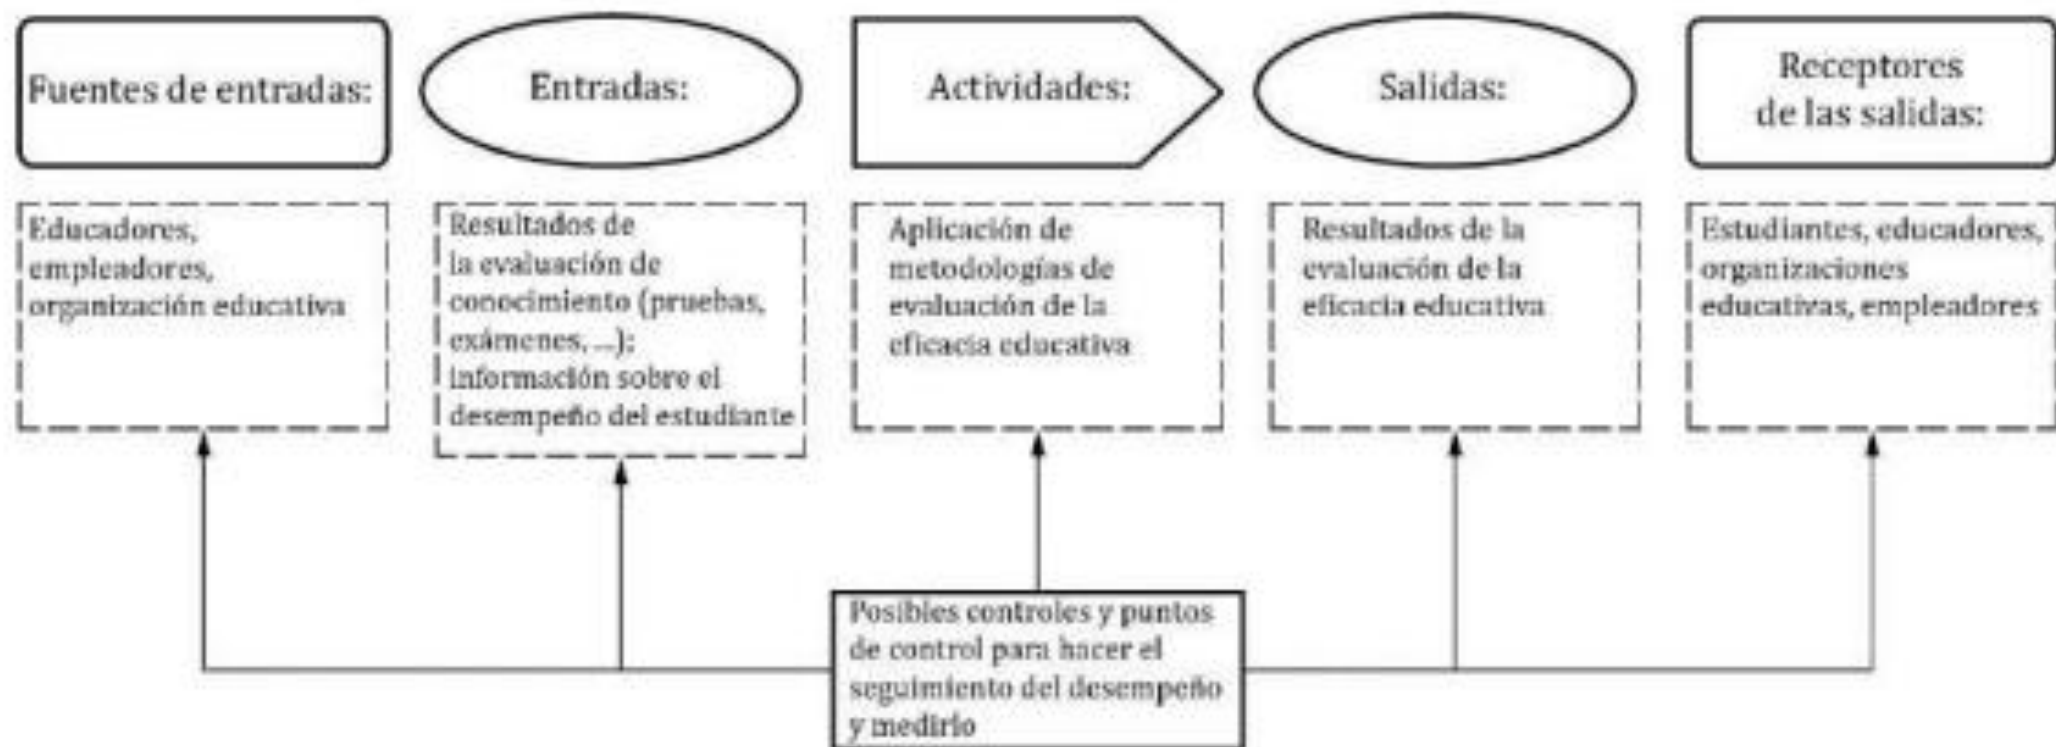 Fuentes de entradas:
Entradas:
Actividades:
Salidas:
Receptores
de las salidas:
Educadores,
empleadores,
organización educativa
Resultados de
la evaluación de
conocimiento (pruebas,
exámenes, ...);
información sobre el
desempeño del estudiante
Aplicación de
metodologías de
evaluación de la
eficacia educativa
Resultados de la
evaluación de la
eficacia educativa
Estudiantes, educadores,
organizaciones
educativas, empleadores
Posibles controles y puntos
de control para hacer el
seguimiento del desempeño
y medirlo